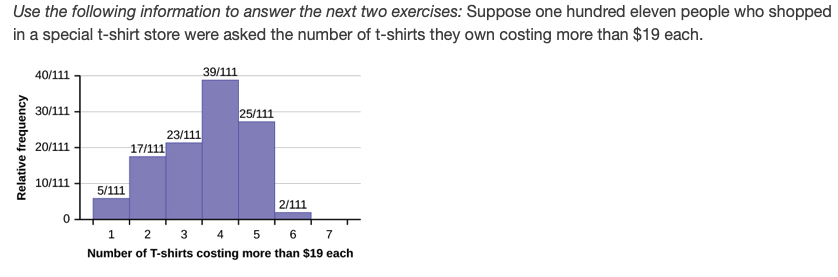 Use the following information to answer the next two exercises: Suppose one hundred eleven people who shopped
in a special t-shirt store were asked the number of t-shirts they own costing more than $19 each.
Relative frequency
40/111
30/111
20/111
10/111
0
5/111
17/111
23/111
39/111
25/111
2/111
1 2 3 4 5 6 7
Number of T-shirts costing more than $19 each